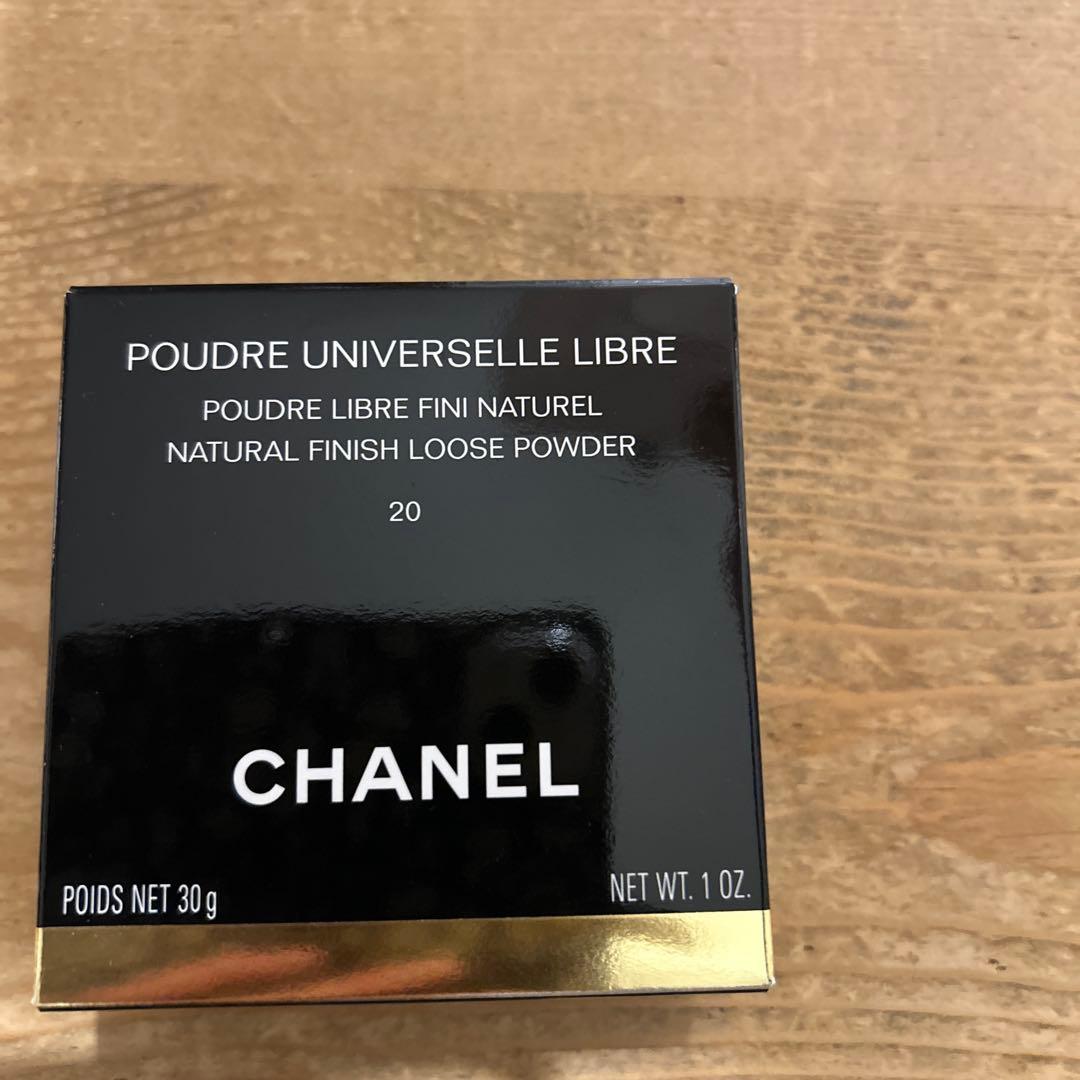 POUDRE UNIVERSELLE LIBRE
POUDRE LIBRE FINI NATUREL
NATURAL FINISH LOOSE POWDER
20
CHANEL
POIDS NET 30 g NET WT. 1 OZ.